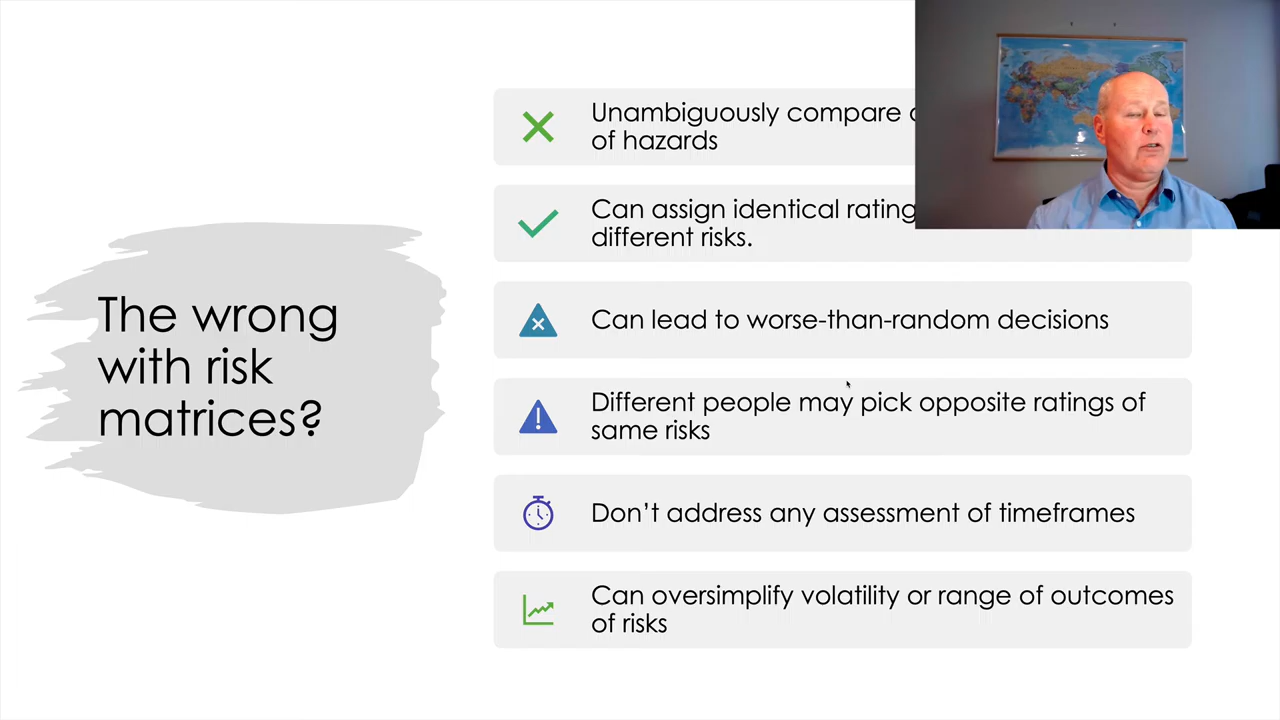 The wrong
with risk
matrices?
Unambiguously compare
of hazards
Can assign identical rating
different risks.
Can lead to worse-than-random decisions
Different people may pick opposite ratings of
same risks
Don't address any assessment of timeframes
Can oversimplify volatility or range of outcomes
of risks